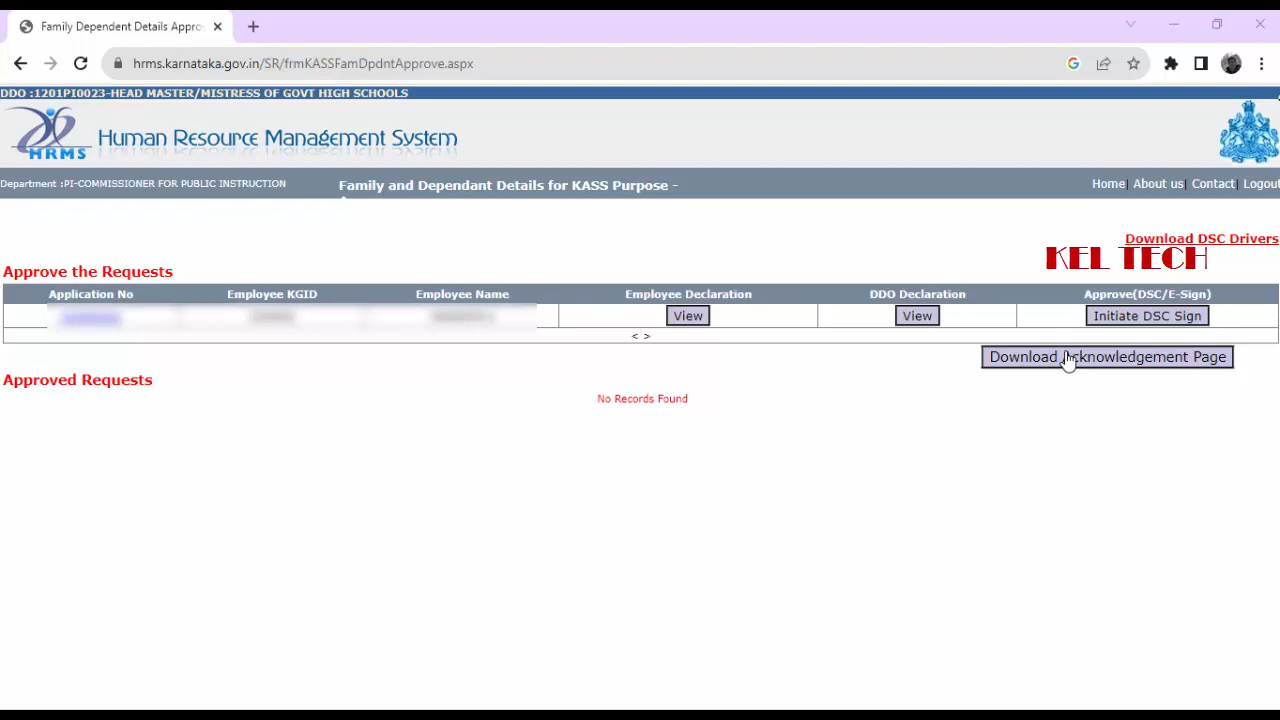 Family Dependent Details Appro
hrms.karnataka.gov.in/SR/frmKASSFamDpdntApprove.aspx
DDO :1201PI0023-HEAD MASTER/MISTRESS OF GOVT HIGH SCHOOLS
HRMS Human Resource Management System
Department :PI-COMMISSIONER FOR PUBLIC INSTRUCTION Family and Dependant Details for KASS Purpose - Home| About us| Contact| Logout
Download DSC Drivers
KEL TECH
Approve the Requests
Application No Employee KGID Employee Name Employee Declaration DDO Declaration Approve(DSC/E-Sign)
View View Initiate DSC Sign
< >
Download Acknowledgement Page
Approved Requests
No Records Found